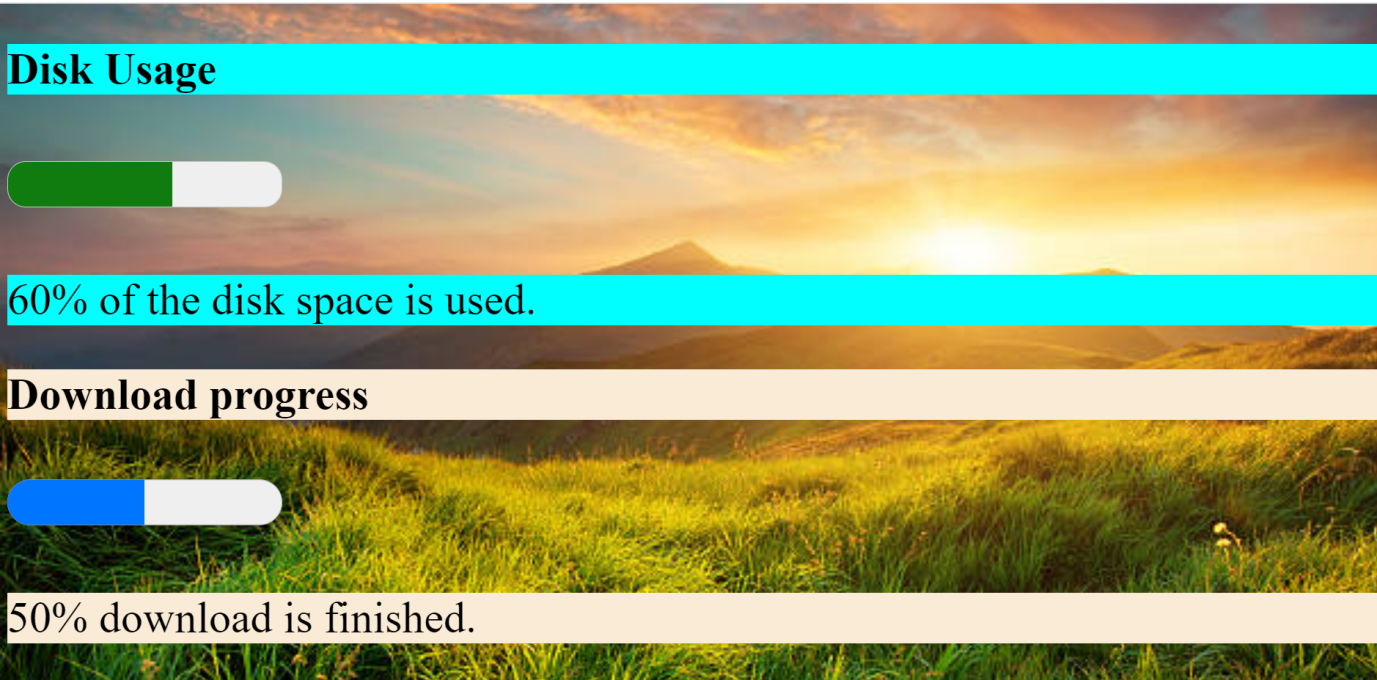 Disk Usage
60% of the disk space is used.
Download progress
50% download is finished.